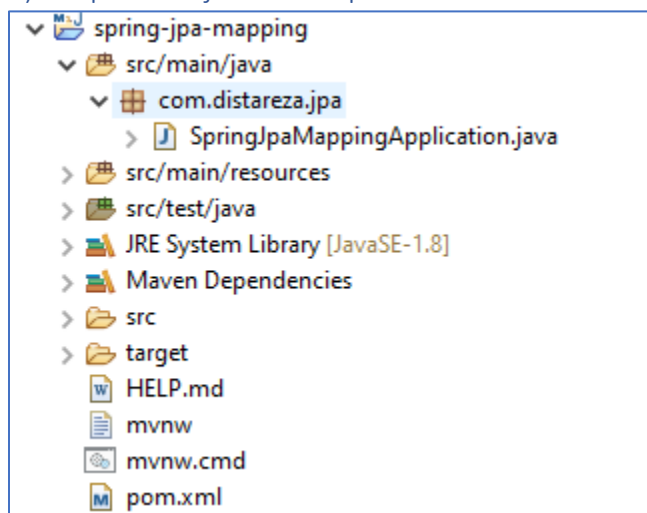 spring-jpa-mapping
src/main/java
com.distareza.jpa
SpringJpaMappingApplication.java
src/main/resources
src/test/java
JRE System Library [JavaSE-1.8]
Maven Dependencies
src
target
HELP.md
mvnw
mvnw.cmd
pom.xml